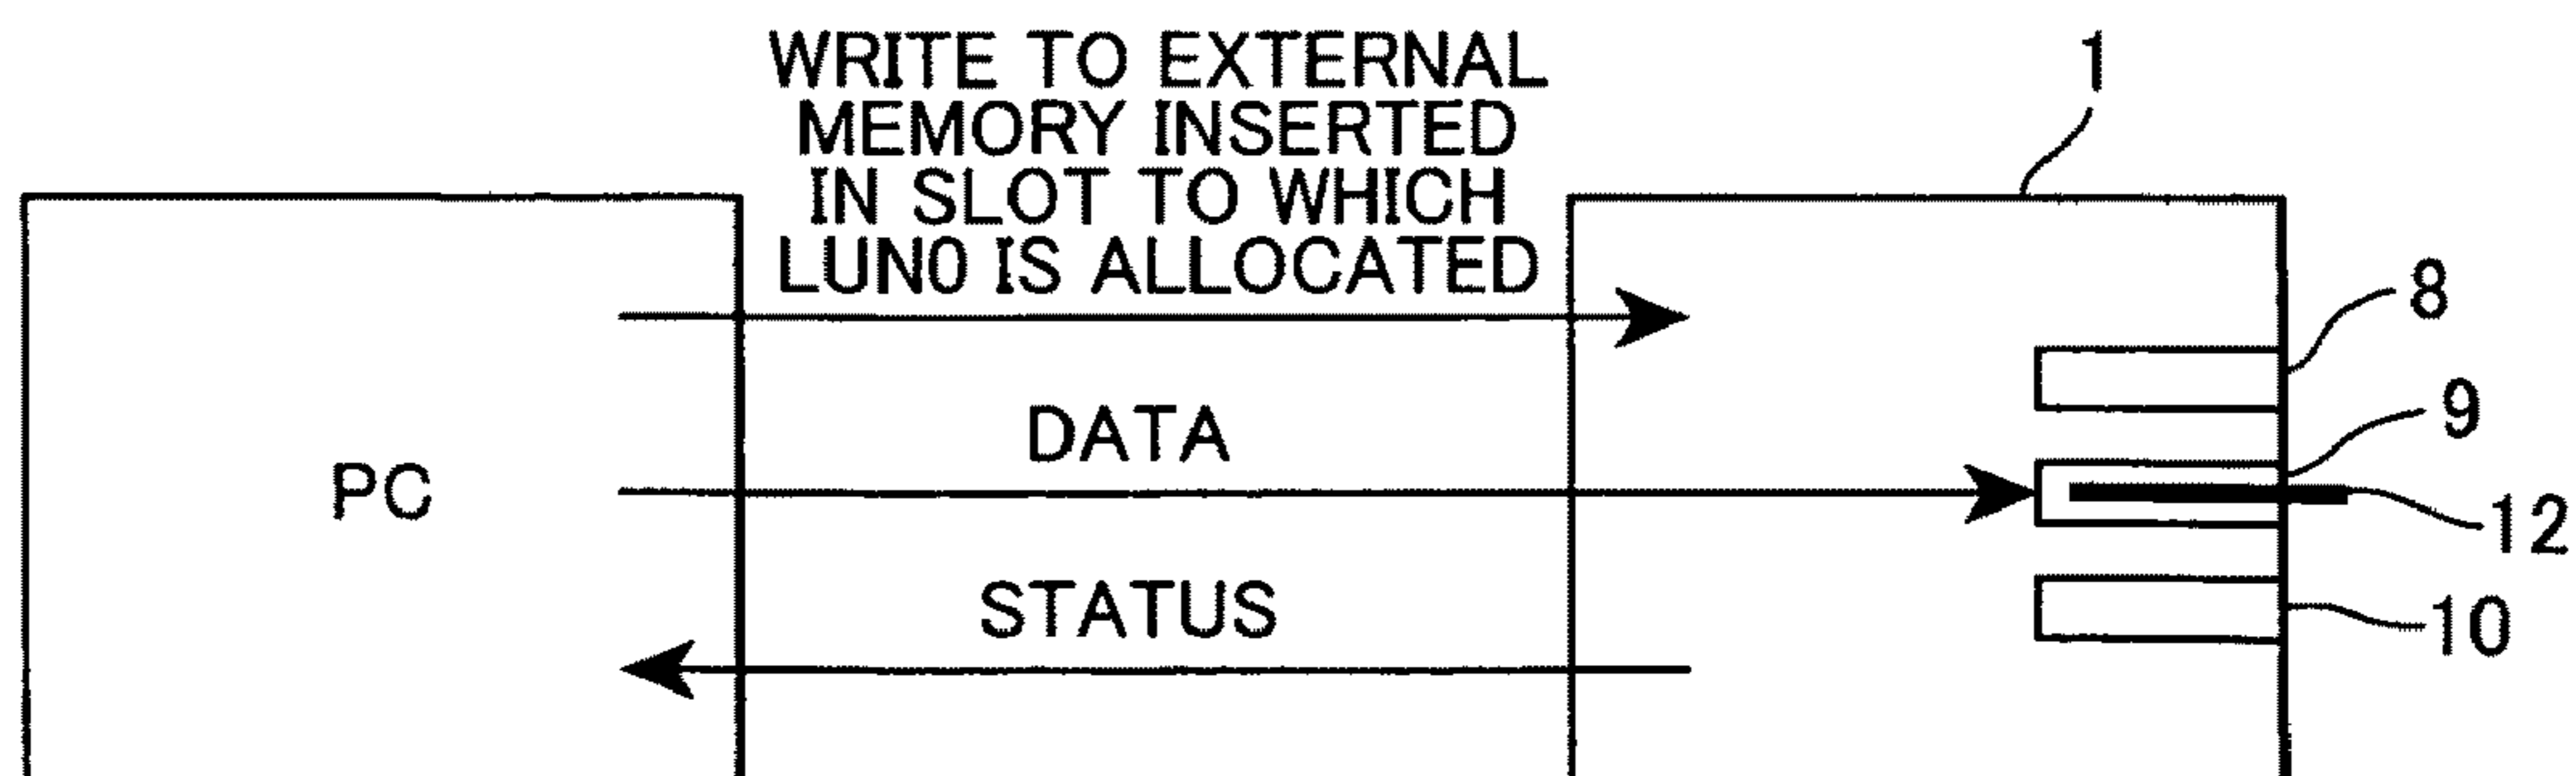 WRITE TO EXTERNAL
MEMORY INSERTED
IN SLOT TO WHICH
LUN0 IS ALLOCATED
1
8
DATA
9
PC
12
STATUS
10